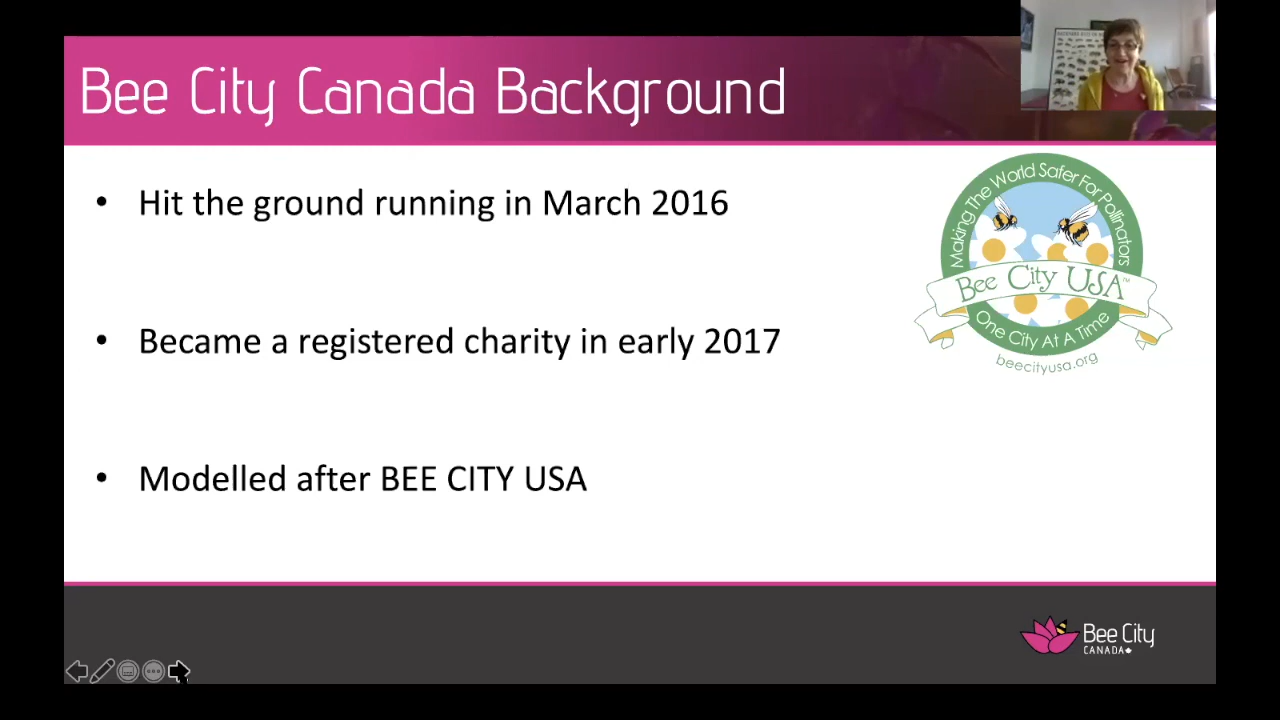 Bee City Canada Background
• Hit the ground running in March 2016
• Became a registered charity in early 2017
• Modelled after BEE CITY USA
Making The World Safer For Pollinators
Bee City USA™
One City At A Time
beecityusa.org
Bee City
CANADA